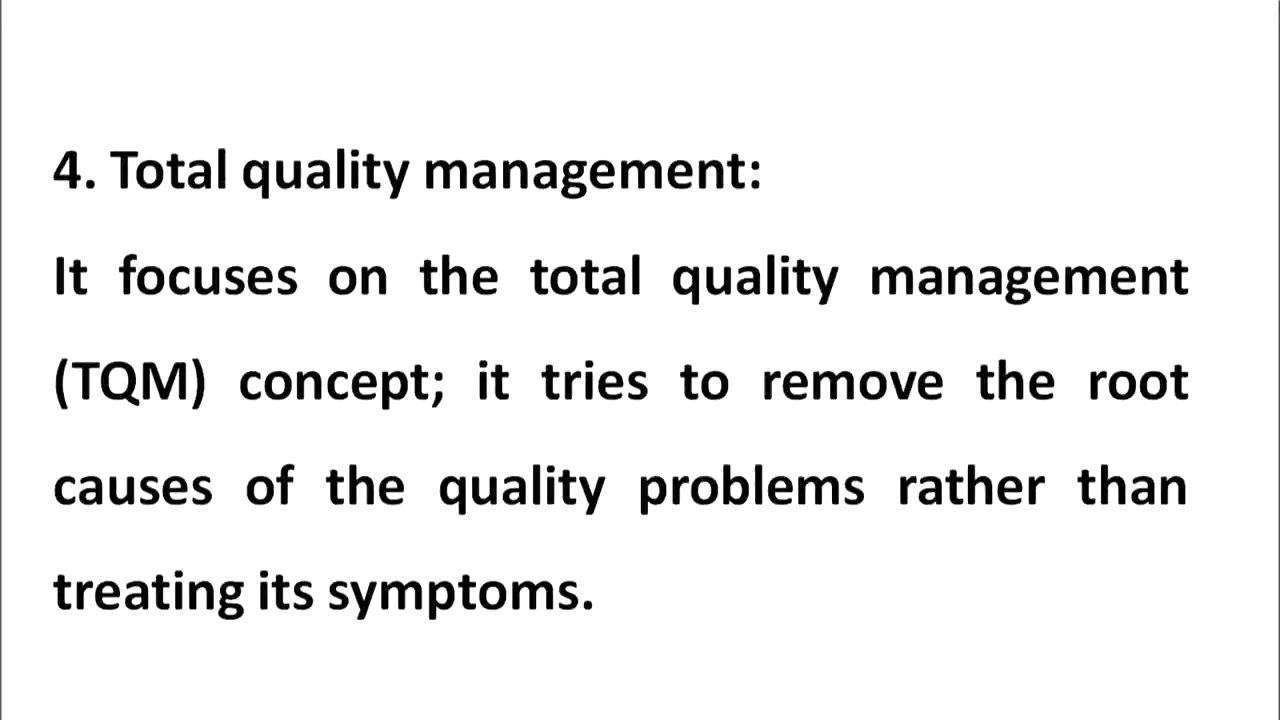 4. Total quality management:
It focuses on the total quality management
(TQM) concept; it tries to remove the root
causes of the quality problems rather than
treating its symptoms.